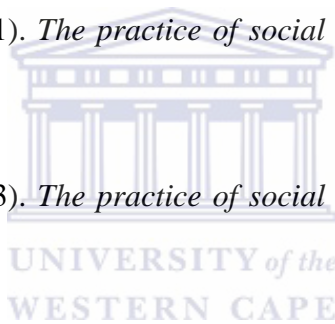 1). The practice of social
3). The practice of social
UNIVERSITY of the
WESTERN CAPE